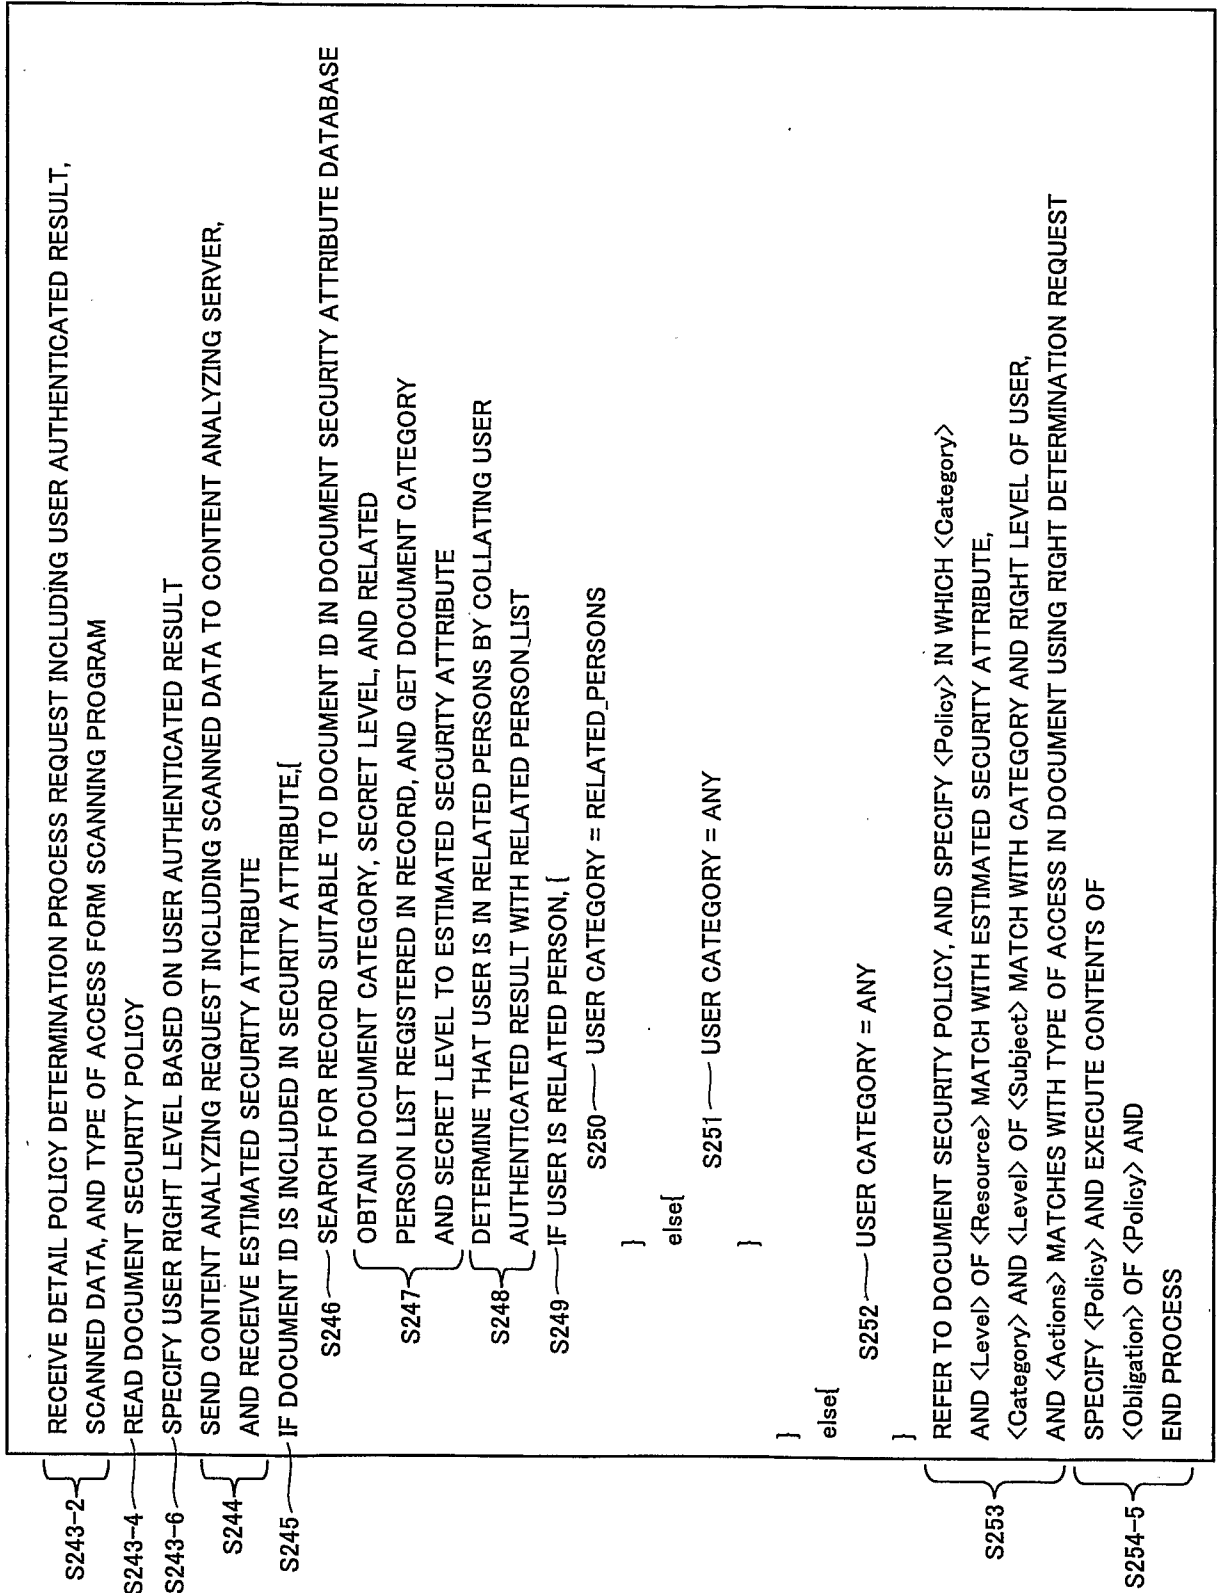 S243-2 RECEIVE DETAIL POLICY DETERMINATION PROCESS REQUEST INCLUDING USER AUTHENTICATED RESULT,
SCANNED DATA, AND TYPE OF ACCESS FORM SCANNING PROGRAM
S243-4 READ DOCUMENT SECURITY POLICY
S243-6 SPECIFY USER RIGHT LEVEL BASED ON USER AUTHENTICATED RESULT
S244 SEND CONTENT ANALYZING REQUEST INCLUDING SCANNED DATA TO CONTENT ANALYZING SERVER,
AND RECEIVE ESTIMATED SECURITY ATTRIBUTE
S245 IF DOCUMENT ID IS INCLUDED IN SECURITY ATTRIBUTE,{
S246 SEARCH FOR RECORD SUITABLE TO DOCUMENT ID IN DOCUMENT SECURITY ATTRIBUTE DATABASE
S247 OBTAIN DOCUMENT CATEGORY, SECRET LEVEL, AND RELATED
PERSON LIST REGISTERED IN RECORD, AND GET DOCUMENT CATEGORY
AND SECRET LEVEL TO ESTIMATED SECURITY ATTRIBUTE
S248 DETERMINE THAT USER IS IN RELATED PERSONS BY COLLATING USER
AUTHENTICATED RESULT WITH RELATED PERSON_LIST
S249 IF USER IS RELATED PERSON, {
S250 USER CATEGORY = RELATED_PERSONS
}
else{
S251 USER CATEGORY = ANY
}
}
else{
S252 USER CATEGORY = ANY
}
S253 REFER TO DOCUMENT SECURITY POLICY, AND SPECIFY <Policy> IN WHICH <Category>
AND <Level> OF <Resource> MATCH WITH ESTIMATED SECURITY ATTRIBUTE,
<Category> AND <Level> OF <Subject> MATCH WITH CATEGORY AND RIGHT LEVEL OF USER,
AND <Actions> MATCHES WITH TYPE OF ACCESS IN DOCUMENT USING RIGHT DETERMINATION REQUEST
S254-5 SPECIFY <Policy> AND EXECUTE CONTENTS OF
<Obligation> OF <Policy> AND
END PROCESS